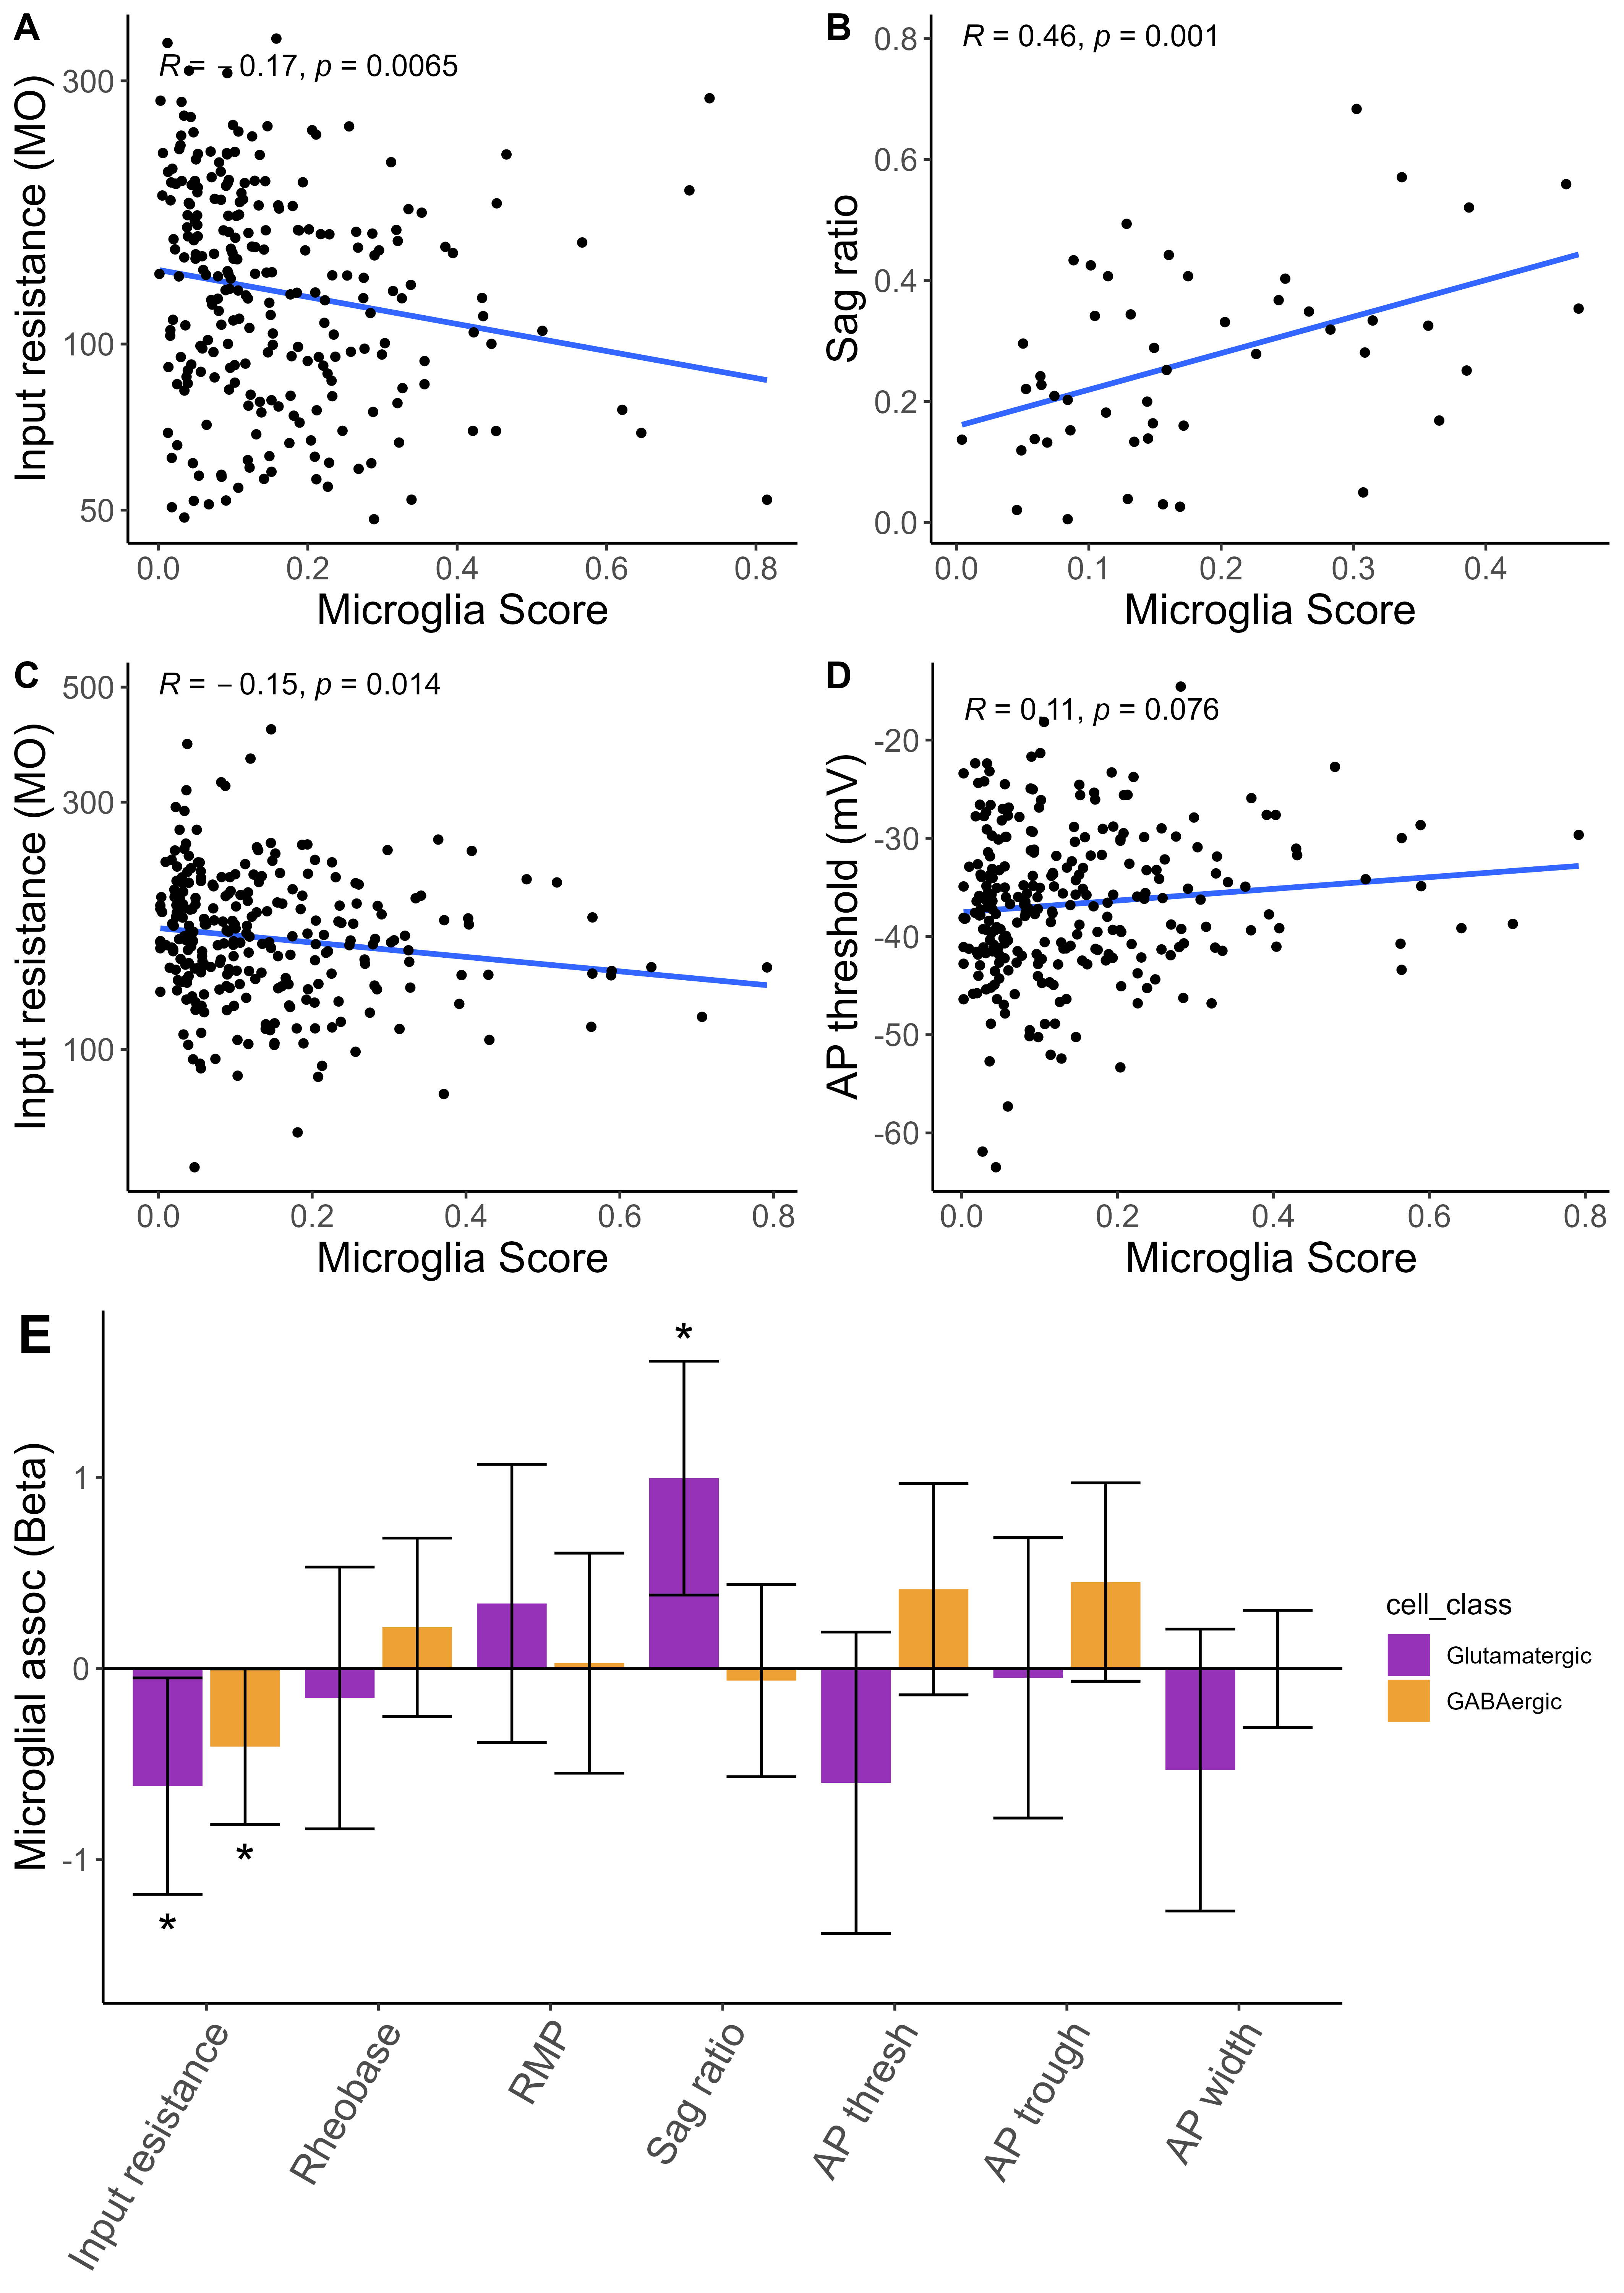 A
R = −0.17, p = 0.0065
Input resistance (MO)
300
100
50
0.0 0.2 0.4 0.6 0.8
Microglia Score
B
R = 0.46, p = 0.001
Sag ratio
0.8
0.6
0.4
0.2
0.0
0.0 0.1 0.2 0.3 0.4
Microglia Score
C
R = −0.15, p = 0.014
Input resistance (MO)
500
300
100
0.0 0.2 0.4 0.6 0.8
Microglia Score
D
R = 0.11, p = 0.076
AP threshold (mV)
-20
-30
-40
-50
-60
0.0 0.2 0.4 0.6 0.8
Microglia Score
E
Microglial assoc (Beta)
1
0
-1
*
*
*
Input resistance
Rheobase
RMP
Sag ratio
AP thresh
AP trough
AP width
cell_class
Glutamatergic
GABAergic